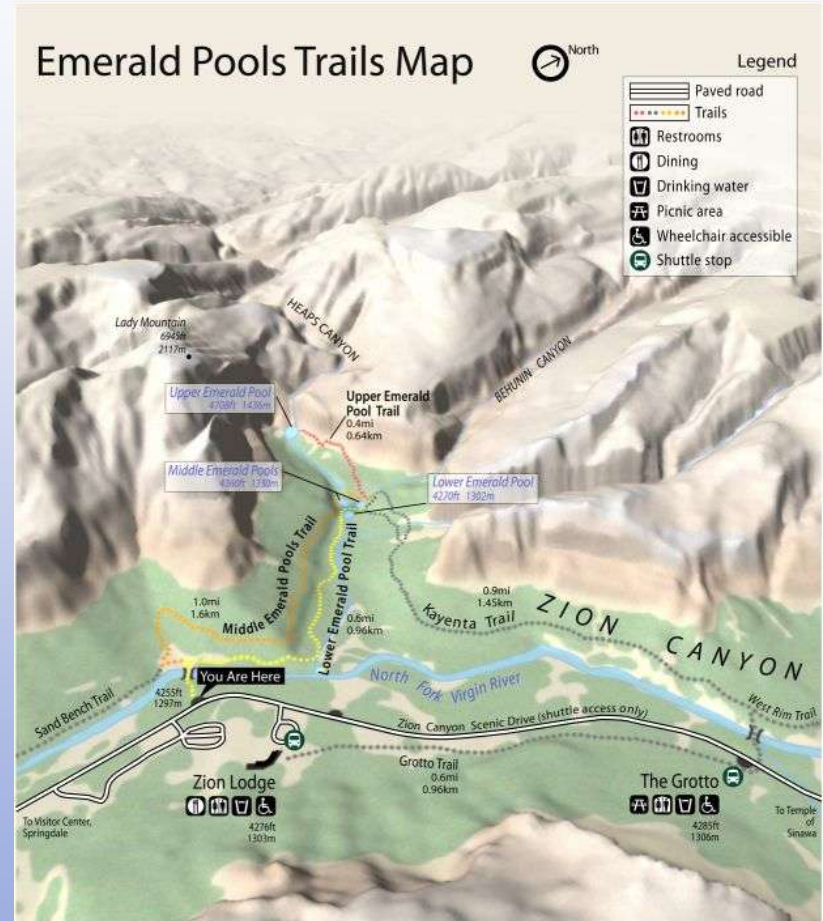 Emerald Pools Trails Map
North
Legend
Paved road
Trails
Restrooms
Dining
Drinking water
Picnic area
Wheelchair accessible
Shuttle stop
Lady Mountain
6945ft
2117m
HEAPS CANYON
BEHUNIN CANYON
Upper Emerald Pool
4708ft 1436m
Upper Emerald
Pool Trail
0.4mi
0.64km
Middle Emerald Pools
4360ft 1330m
Lower Emerald Pool
4270ft 1302m
Middle Emerald Pools Trail
1.0mi
1.6km
Lower Emerald Pool Trail
0.6mi
0.96km
0.9mi
1.45km
Kayenta Trail
ZION CANYON
West Rim Trail
North Fork Virgin River
You Are Here
4255ft
1297m
Sand Bench Trail
Zion Canyon Scenic Drive (shuttle access only)
Grotto Trail
0.6mi
0.96km
Zion Lodge
4276ft
1303m
The Grotto
4285ft
1306m
To Visitor Center,
Springdale
To Temple
of
Sinawa